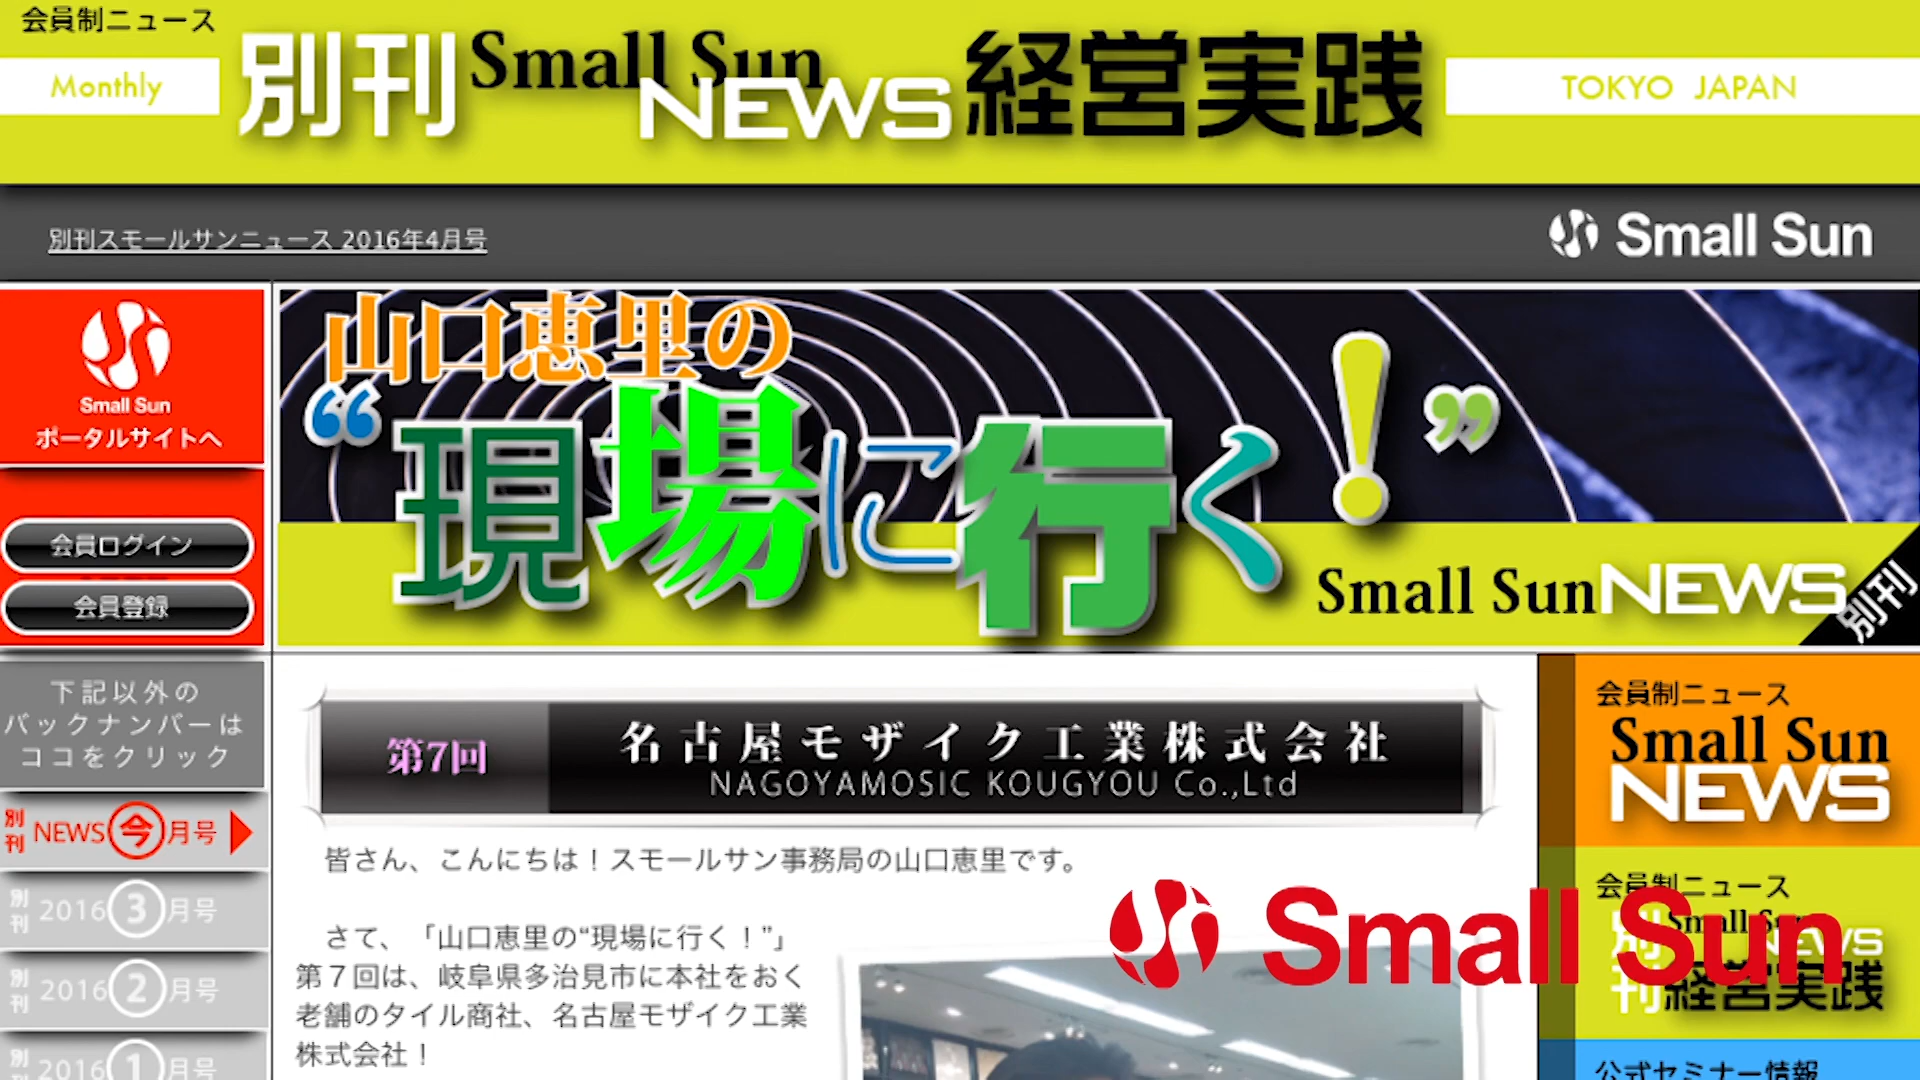 会員制ニュース
Monthly
別刊 Small Sun NEWS 経営実践
TOKYO JAPAN
別刊スモールサンニュース 2016年4月号
Small Sun
Small Sun
ポータルサイトへ
会員ログイン
会員登録
下記以外の
バックナンバーは
ココをクリック
別刊 NEWS 今月号
別刊 2016 3月号
別刊 2016 2月号
別刊 2016 1月号
山口恵里の
“現場に行く!”
Small Sun NEWS
別刊
第7回
名古屋モザイク工業株式会社
NAGOYAMOSIC KOUGYOU Co.,Ltd
皆さん、こんにちは！スモールサン事務局の山口恵里です。
さて、「山口恵里の“現場に行く！”」
第７回は、岐阜県多治見市に本社をおく
老舗のタイル商社、名古屋モザイク工業
株式会社！
会員制ニュース
Small Sun
NEWS
会員制ニュース
別刊 Small Sun NEWS
経営実践
公式セミナー情報
Small Sun